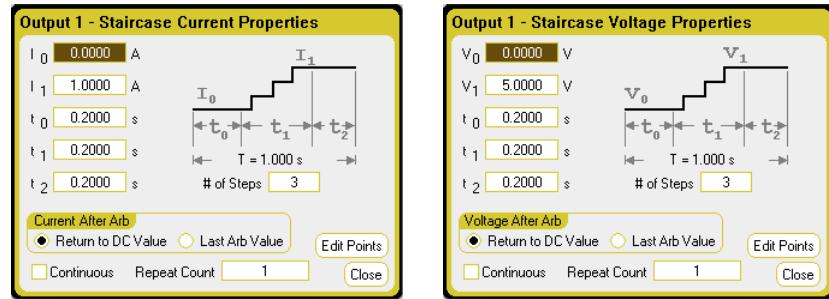 Output 1 - Staircase Current Properties
I 0 0.0000 A
I 1 1.0000 A
t 0 0.2000 s
t 1 0.2000 s
t 2 0.2000 s
I0
I1
t0 t1 t2
T = 1.000 s
# of Steps 3
Current After Arb
Return to DC Value Last Arb Value
Edit Points
Continuous Repeat Count 1
Close
Output 1 - Staircase Voltage Properties
V0 0.0000 V
V1 5.0000 V
t 0 0.2000 s
t 1 0.2000 s
t 2 0.2000 s
V0
V1
t0 t1 t2
T = 1.000 s
# of Steps 3
Voltage After Arb
Return to DC Value Last Arb Value
Edit Points
Continuous Repeat Count 1
Close